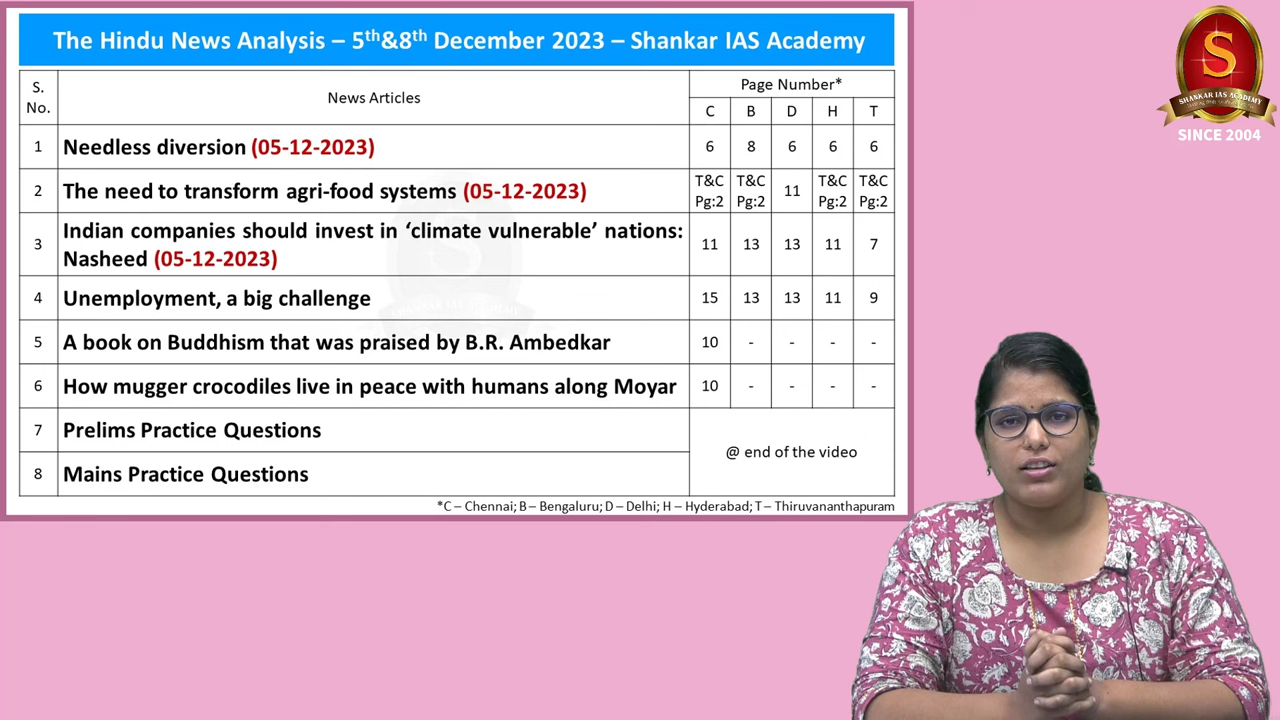 The Hindu News Analysis – 5th&8th December 2023 – Shankar IAS Academy
S. No. News Articles Page Number*
C B D H T
1 Needless diversion (05-12-2023) 6 8 6 6 6
2 The need to transform agri-food systems (05-12-2023) T&C Pg:2 T&C Pg:2 11 T&C Pg:2 T&C Pg:2
3 Indian companies should invest in ‘climate vulnerable’ nations:
Nasheed (05-12-2023) 11 13 13 11 7
4 Unemployment, a big challenge 15 13 13 11 9
5 A book on Buddhism that was praised by B.R. Ambedkar 10 - - - -
6 How mugger crocodiles live in peace with humans along Moyar 10 - - - -
7 Prelims Practice Questions @ end of the video
8 Mains Practice Questions
*C – Chennai; B – Bengaluru; D – Delhi; H – Hyderabad; T – Thiruvananthapuram
S
SHANKAR IAS ACADEMY
SINCE 2004